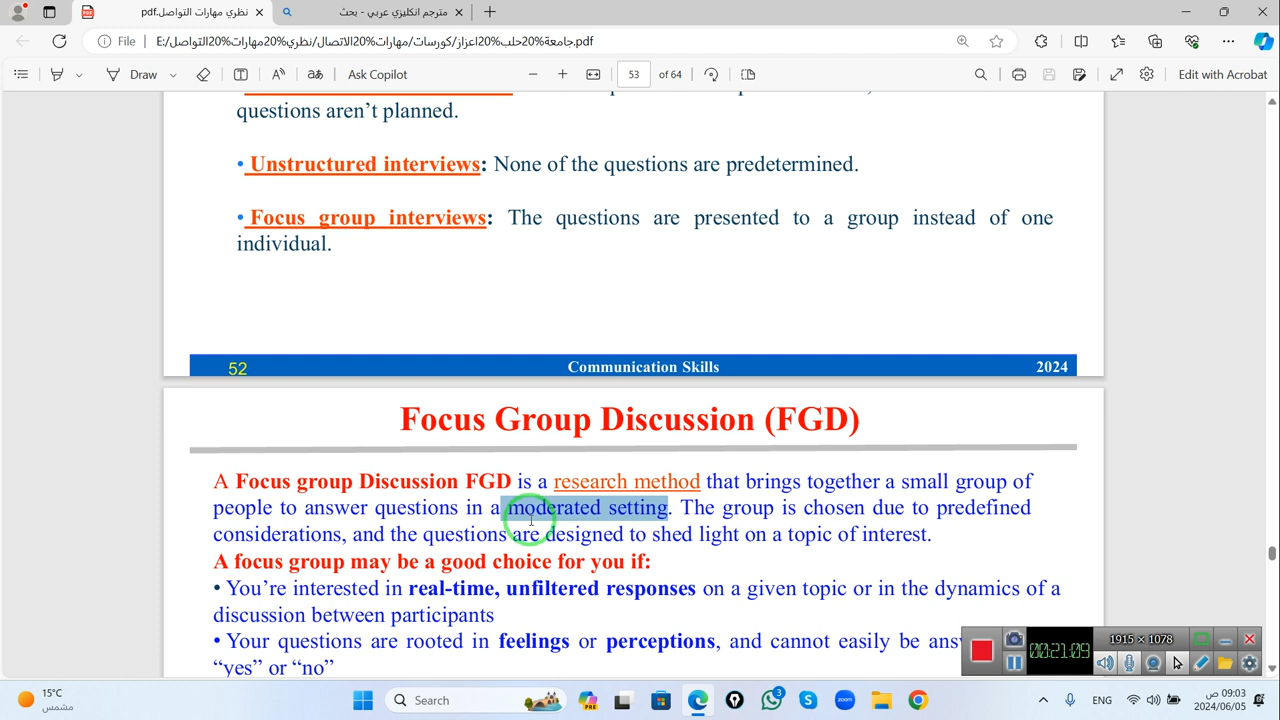 نظري مهارات التواصل.pdf
مترجم انكليزي عربي - بحث
File
E:/جامعة%20حلب%20اعزاز/كورسات/مهارات%20الاتصال/نظري%20مهارات%20التواصل.pdf
Draw
Ask Copilot
53 of 64
Edit with Acrobat
questions aren't planned.
• Unstructured interviews: None of the questions are predetermined.
• Focus group interviews: The questions are presented to a group instead of one
individual.
52 Communication Skills 2024
Focus Group Discussion (FGD)
A Focus group Discussion FGD is a research method that brings together a small group of
people to answer questions in a moderated setting. The group is chosen due to predefined
considerations, and the questions are designed to shed light on a topic of interest.
A focus group may be a good choice for you if:
• You're interested in real-time, unfiltered responses on a given topic or in the dynamics of a
discussion between participants
• Your questions are rooted in feelings or perceptions, and cannot easily be
"yes" or "no"
1915 × 1078
00:21:09
15°C
مشمس
Search
PRE
3
zoom
ENG
09:03 ص
2024/06/05